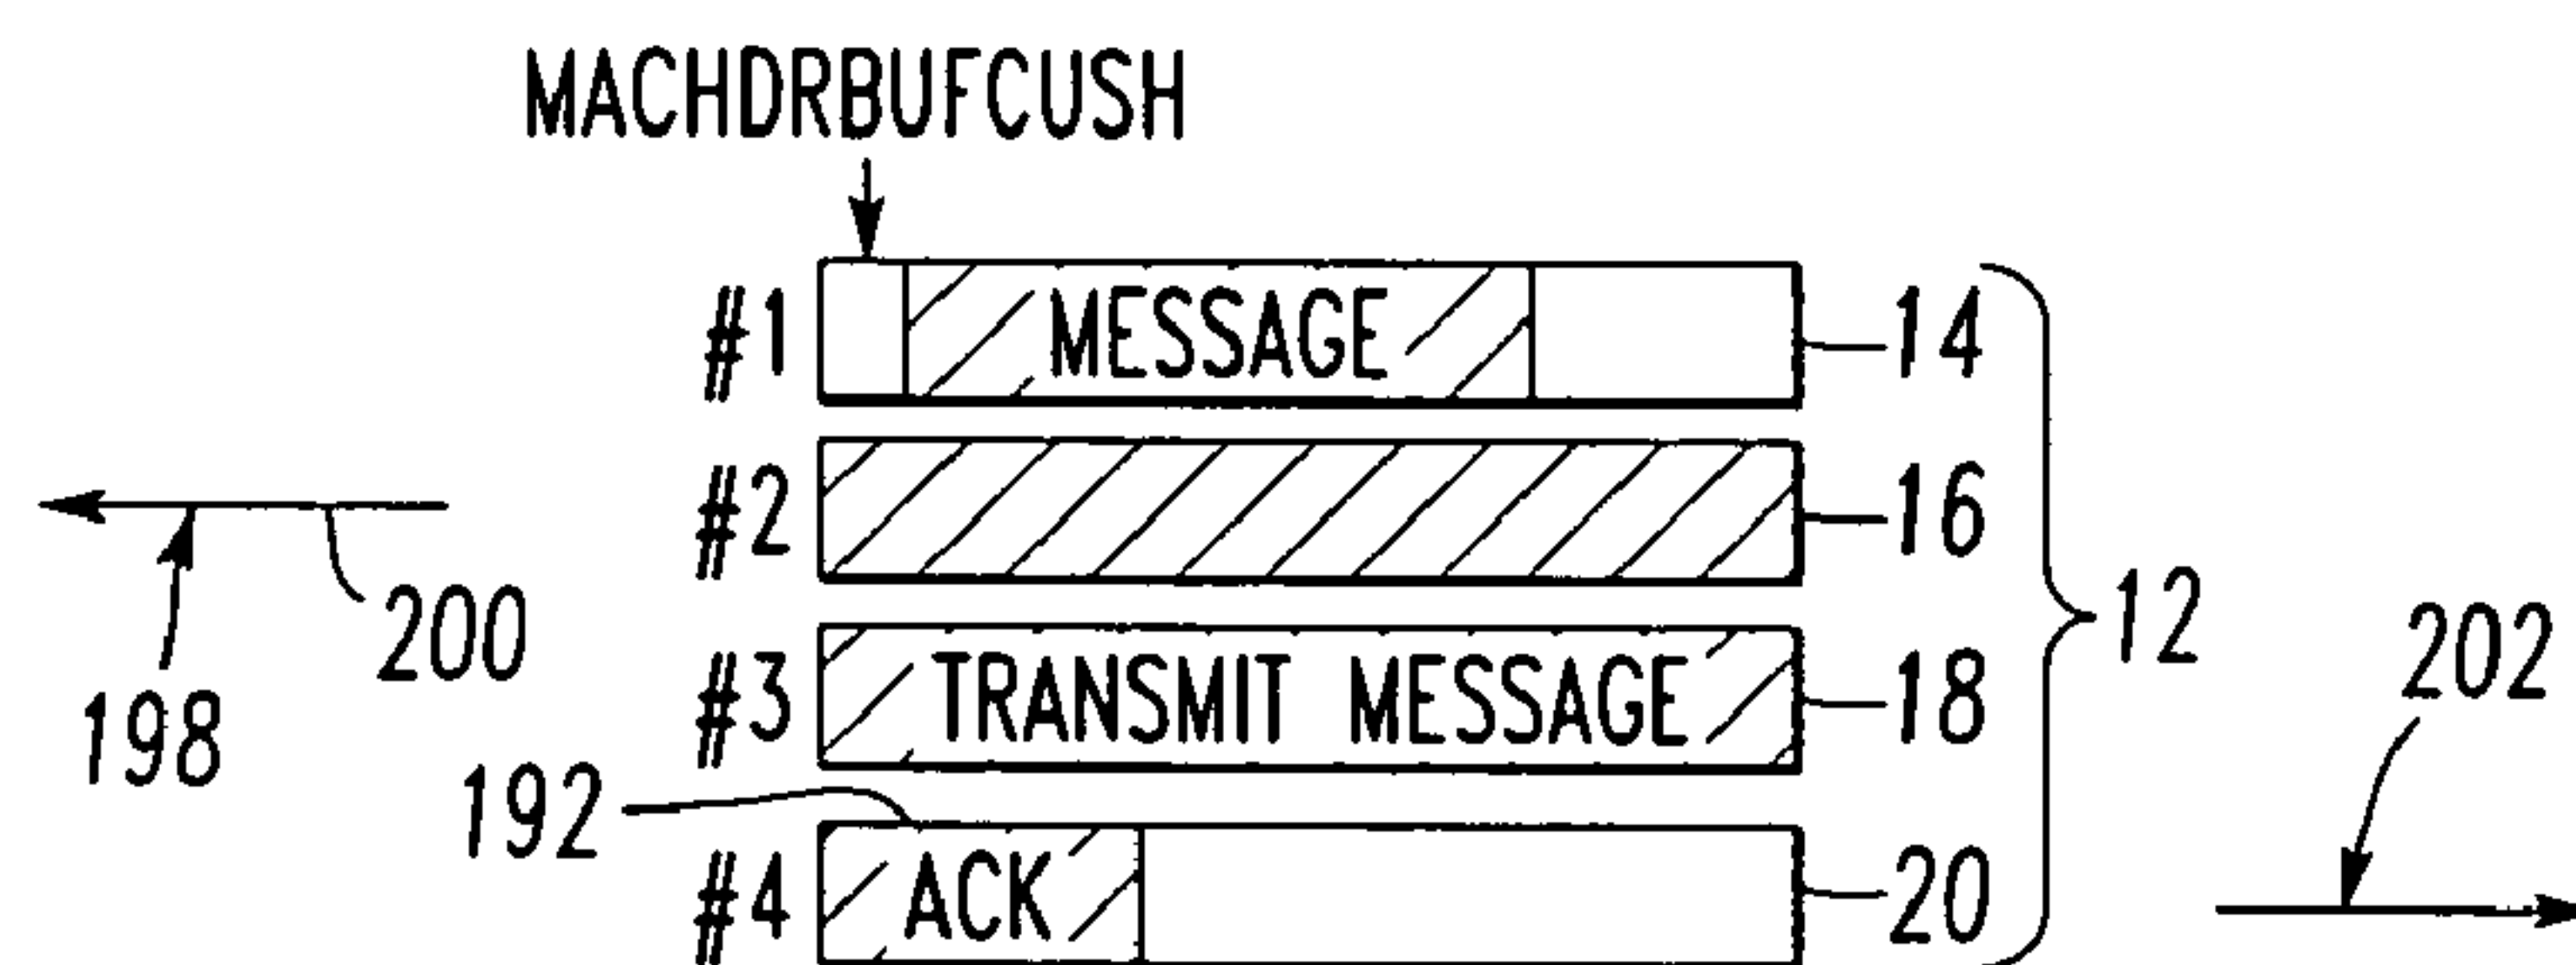 MACHDRBUFCUSH
#1 MESSAGE 14
#2 16
200 198
#3 TRANSMIT MESSAGE 18
12 202
192
#4 ACK 20